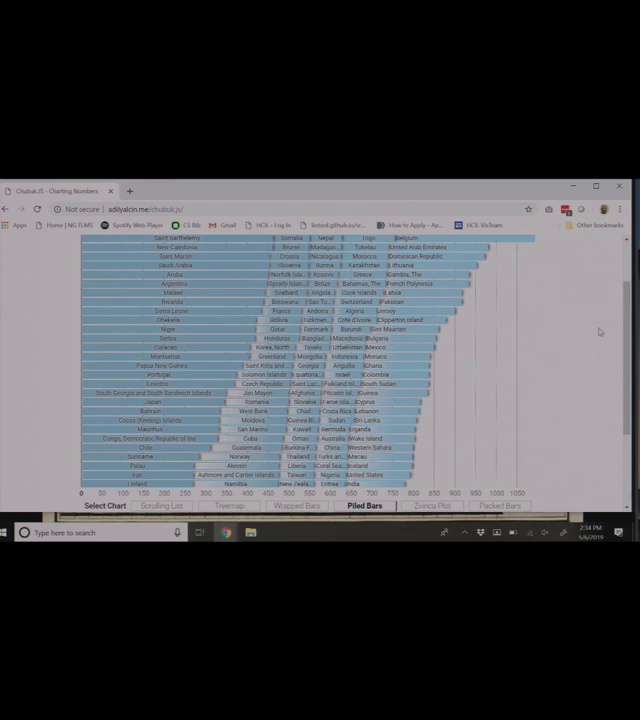 ChubukJS - Charting Numbers
Not secure | adilyalcin.me/chubuk.js/
Apps Home | NG ELMS Spotify Web Player CS Bib Gmail HCIL • Log In How to Apply - Ap... HCIL VisTeam Other bookmarks
Saint Barthelemy Somalia Nepal Togo Belgium
New Caledonia Brunei Madagas... Tokelau United Arab Emirates
Saint Martin Croatia Nicaragua Morocco Dominican Republic
Saudi Arabia Slovenia Burma Kazakhstan Lithuania
Aruba Norfolk Isla... Kosovo Greece Gambia, The
Argentina Spratly Islan... Belize Bahamas, The French Polynesia
Malawi Svalbard Angola Cook Islands Latvia
Rwanda Botswana Sao To... Switzerland Pakistan
Sierra Leone France Andorra Algeria Jersey
Dhekelia Bolivia Turkmen... Cote d'Ivoire Clipperton Island
Niger Qatar Denmark Burundi Sint Maarten
Serbia Honduras Banglad... Macedonia Bulgaria
Curacao Korea, North Tuvalu Uzbekistan Mexico
Montserrat Greenland Mongolia Indonesia Monaco
Papua New Guinea Saint Kitts and ... Georgia Anguilla Ghana
Portugal Solomon Islands Equatoria... Israel Colombia
Lesotho Czech Republic Saint Luc... Falkland Isl... South Sudan
South Georgia and South Sandwich Islands Jan Mayen Afghanis... Pitcairn Isl... Guinea
Japan Romania Slovakia Faroe Isla... Cyprus
Bahrain West Bank Chad Costa Rica Lebanon
Cocos (Keeling) Islands Moldova Guinea-Bi... Sudan Sri Lanka
Mauritius San Marino Kuwait Bermuda Uganda
Congo, Democratic Republic of the Cuba Oman Australia Wake Island
Chile Guatemala Burkina F... China Western Sahara
Suriname Norway Thailand Turks an... Macau
Palau Akrotiri Liberia Coral Sea... Iceland
Iran Ashmore and Cartier Islands Taiwan Nigeria United States
Finland Namibia New Zeala... Eritrea India
0 50 100 150 200 250 300 350 400 450 500 550 600 650 700 750 800 850 900 950 1000 1050
Select Chart Scrolling List Treemap Wrapped Bars Piled Bars Zvinca Plot Packed Bars
Type here to search
2:34 PM
5/6/2019